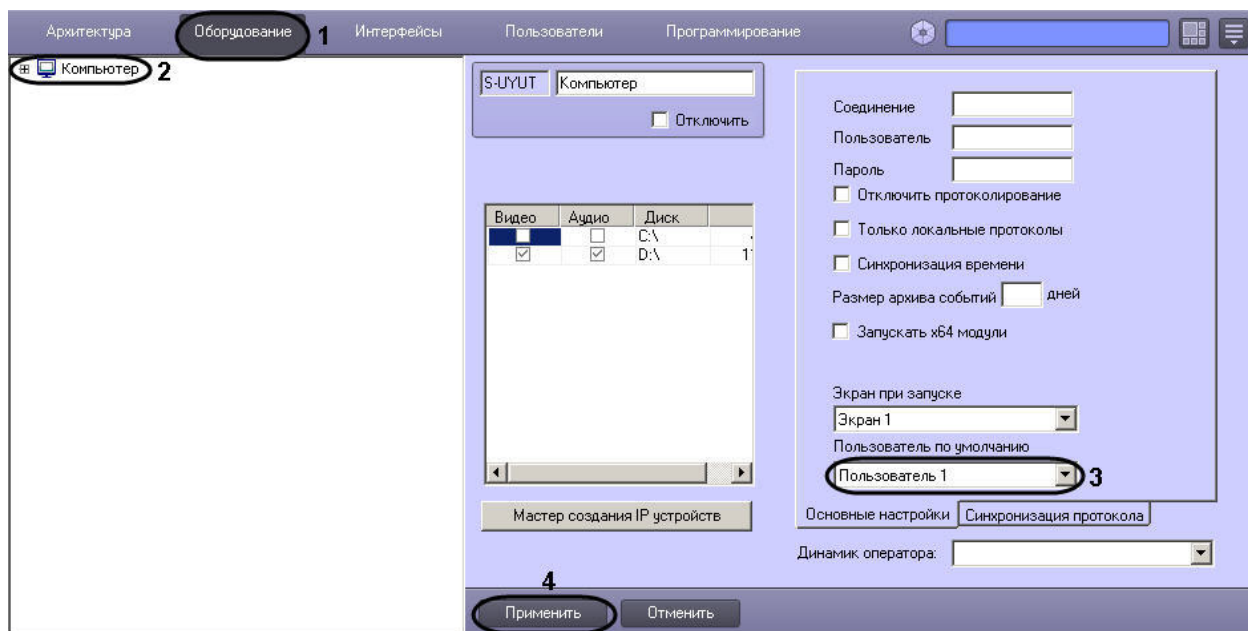 Архитектура Оборудование 1 Интерфейсы Пользователи Программирование
Компьютер 2
S-UYUT Компьютер
Отключить
Видео Аудио Диск
C:\
D:\ 1
Мастер создания IP устройств
Соединение
Пользователь
Пароль
Отключить протоколирование
Только локальные протоколы
Синхронизация времени
Размер архива событий дней
Запускать x64 модули
Экран при запуске
Экран 1
Пользователь по умолчанию
Пользователь 1 3
Основные настройки Синхронизация протокола
Динамик оператора:
4
Применить Отменить